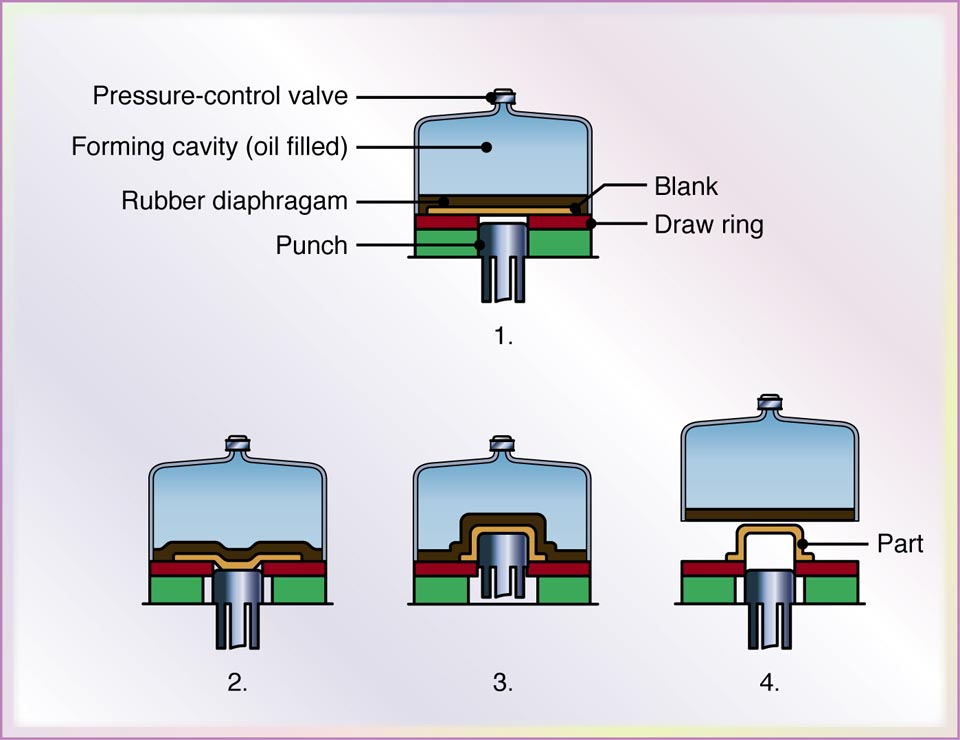 Pressure-control valve
Forming cavity (oil filled)
Rubber diaphragam
Punch
Blank
Draw ring
1.
2.
3.
4.
Part